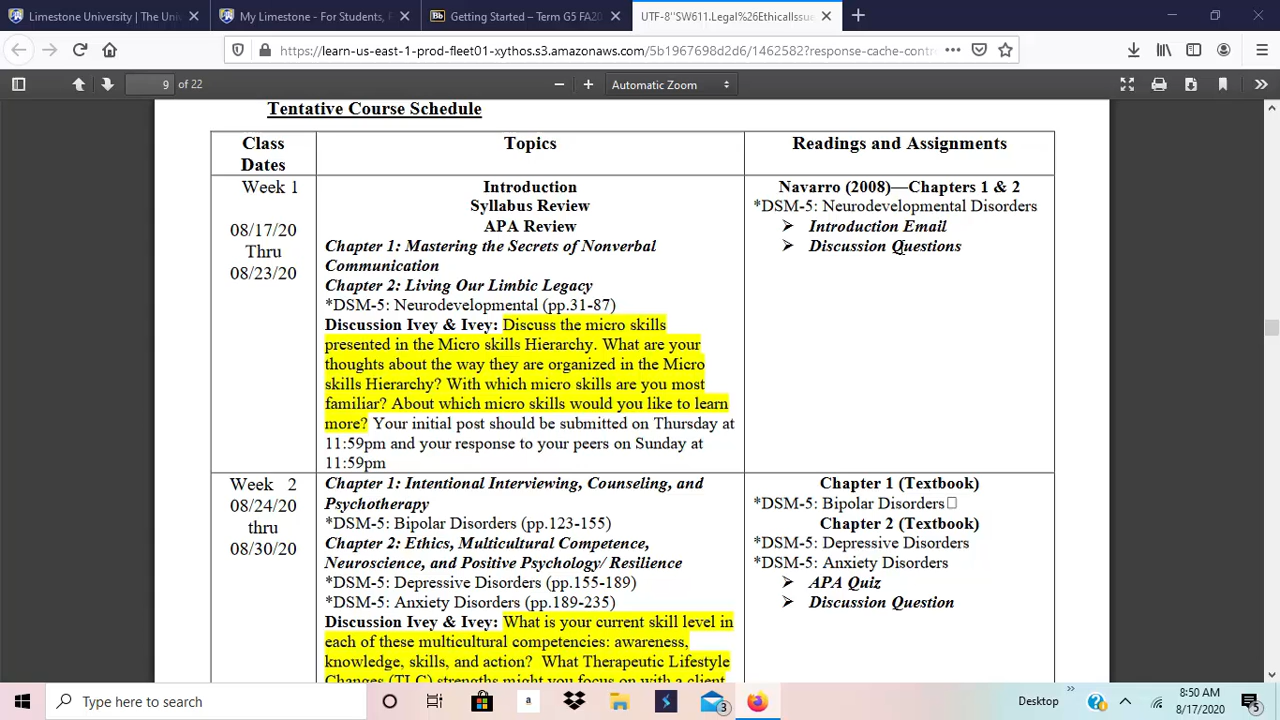 Limestone University | The Uni
My Limestone - For Students, F
Getting Started – Term G5 FA20
UTF-8''SW611.Legal%26EthicalIssue
https://learn-us-east-1-prod-fleet01-xythos.s3.amazonaws.com/5b1967698c2d6/1462582?response-cache-contr
9 of 22
Automatic Zoom
Tentative Course Schedule
Class Dates
Topics
Readings and Assignments
Week 1
08/17/20
Thru
08/23/20
Introduction
Syllabus Review
APA Review
Chapter 1: Mastering the Secrets of Nonverbal
Communication
Chapter 2: Living Our Limbic Legacy
*DSM-5: Neurodevelopmental (pp.31-87)
Discussion Ivey & Ivey: Discuss the micro skills
presented in the Micro skills Hierarchy. What are your
thoughts about the way they are organized in the Micro
skills Hierarchy? With which micro skills are you most
familiar? About which micro skills would you like to learn
more? Your initial post should be submitted on Thursday at
11:59pm and your response to your peers on Sunday at
11:59pm
Navarro (2008)—Chapters 1 & 2
*DSM-5: Neurodevelopmental Disorders
➢ Introduction Email
➢ Discussion Questions
Week 2
08/24/20
thru
08/30/20
Chapter 1: Intentional Interviewing, Counseling, and
Psychotherapy
*DSM-5: Bipolar Disorders (pp.123-155)
Chapter 2: Ethics, Multicultural Competence,
Neuroscience, and Positive Psychology/ Resilience
*DSM-5: Depressive Disorders (pp.155-189)
*DSM-5: Anxiety Disorders (pp.189-235)
Discussion Ivey & Ivey: What is your current skill level in
each of these multicultural competencies: awareness,
knowledge, skills, and action? What Therapeutic Lifestyle
Changes (TLC) strengths might you focus on with a client
Chapter 1 (Textbook)
*DSM-5: Bipolar Disorders
Chapter 2 (Textbook)
*DSM-5: Depressive Disorders
*DSM-5: Anxiety Disorders
➢ APA Quiz
➢ Discussion Question
Type here to search
a
3
Desktop
8:50 AM
8/17/2020
5